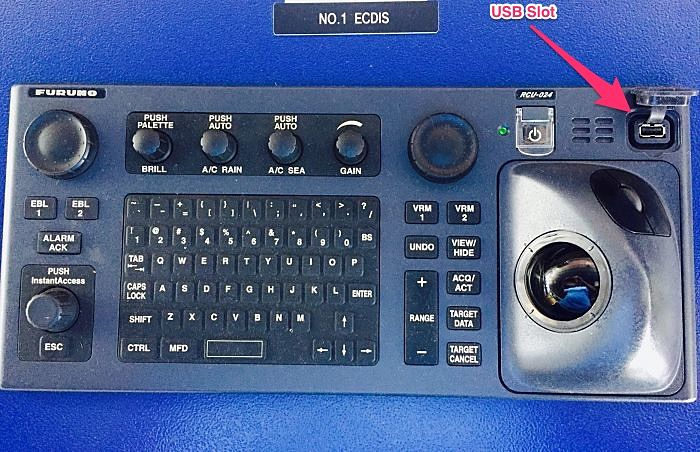 USB Slot
NO.1 ECDIS
FURUNO
RCU-024
PUSH PALETTE
PUSH AUTO
PUSH AUTO
BRILL
A/C RAIN
A/C SEA
GAIN
EBL 1
EBL 2
ALARM ACK
PUSH
InstantAccess
ESC
~ ` _ - + = { [ } ] | \ : ; " ' < , > . ? /
! 1 @ 2 # 3 $ 4 % 5 ^ 6 & 7 * 8 ( 9 ) 0 BS
TAB Q W E R T Y U I O P
CAPS LOCK A S D F G H J K L ENTER
SHIFT Z X C V B N M ↑
CTRL MFD ← ↓ →
VRM 1
VRM 2
UNDO
VIEW/ HIDE
+
RANGE
−
ACQ/ ACT
TARGET DATA
TARGET CANCEL